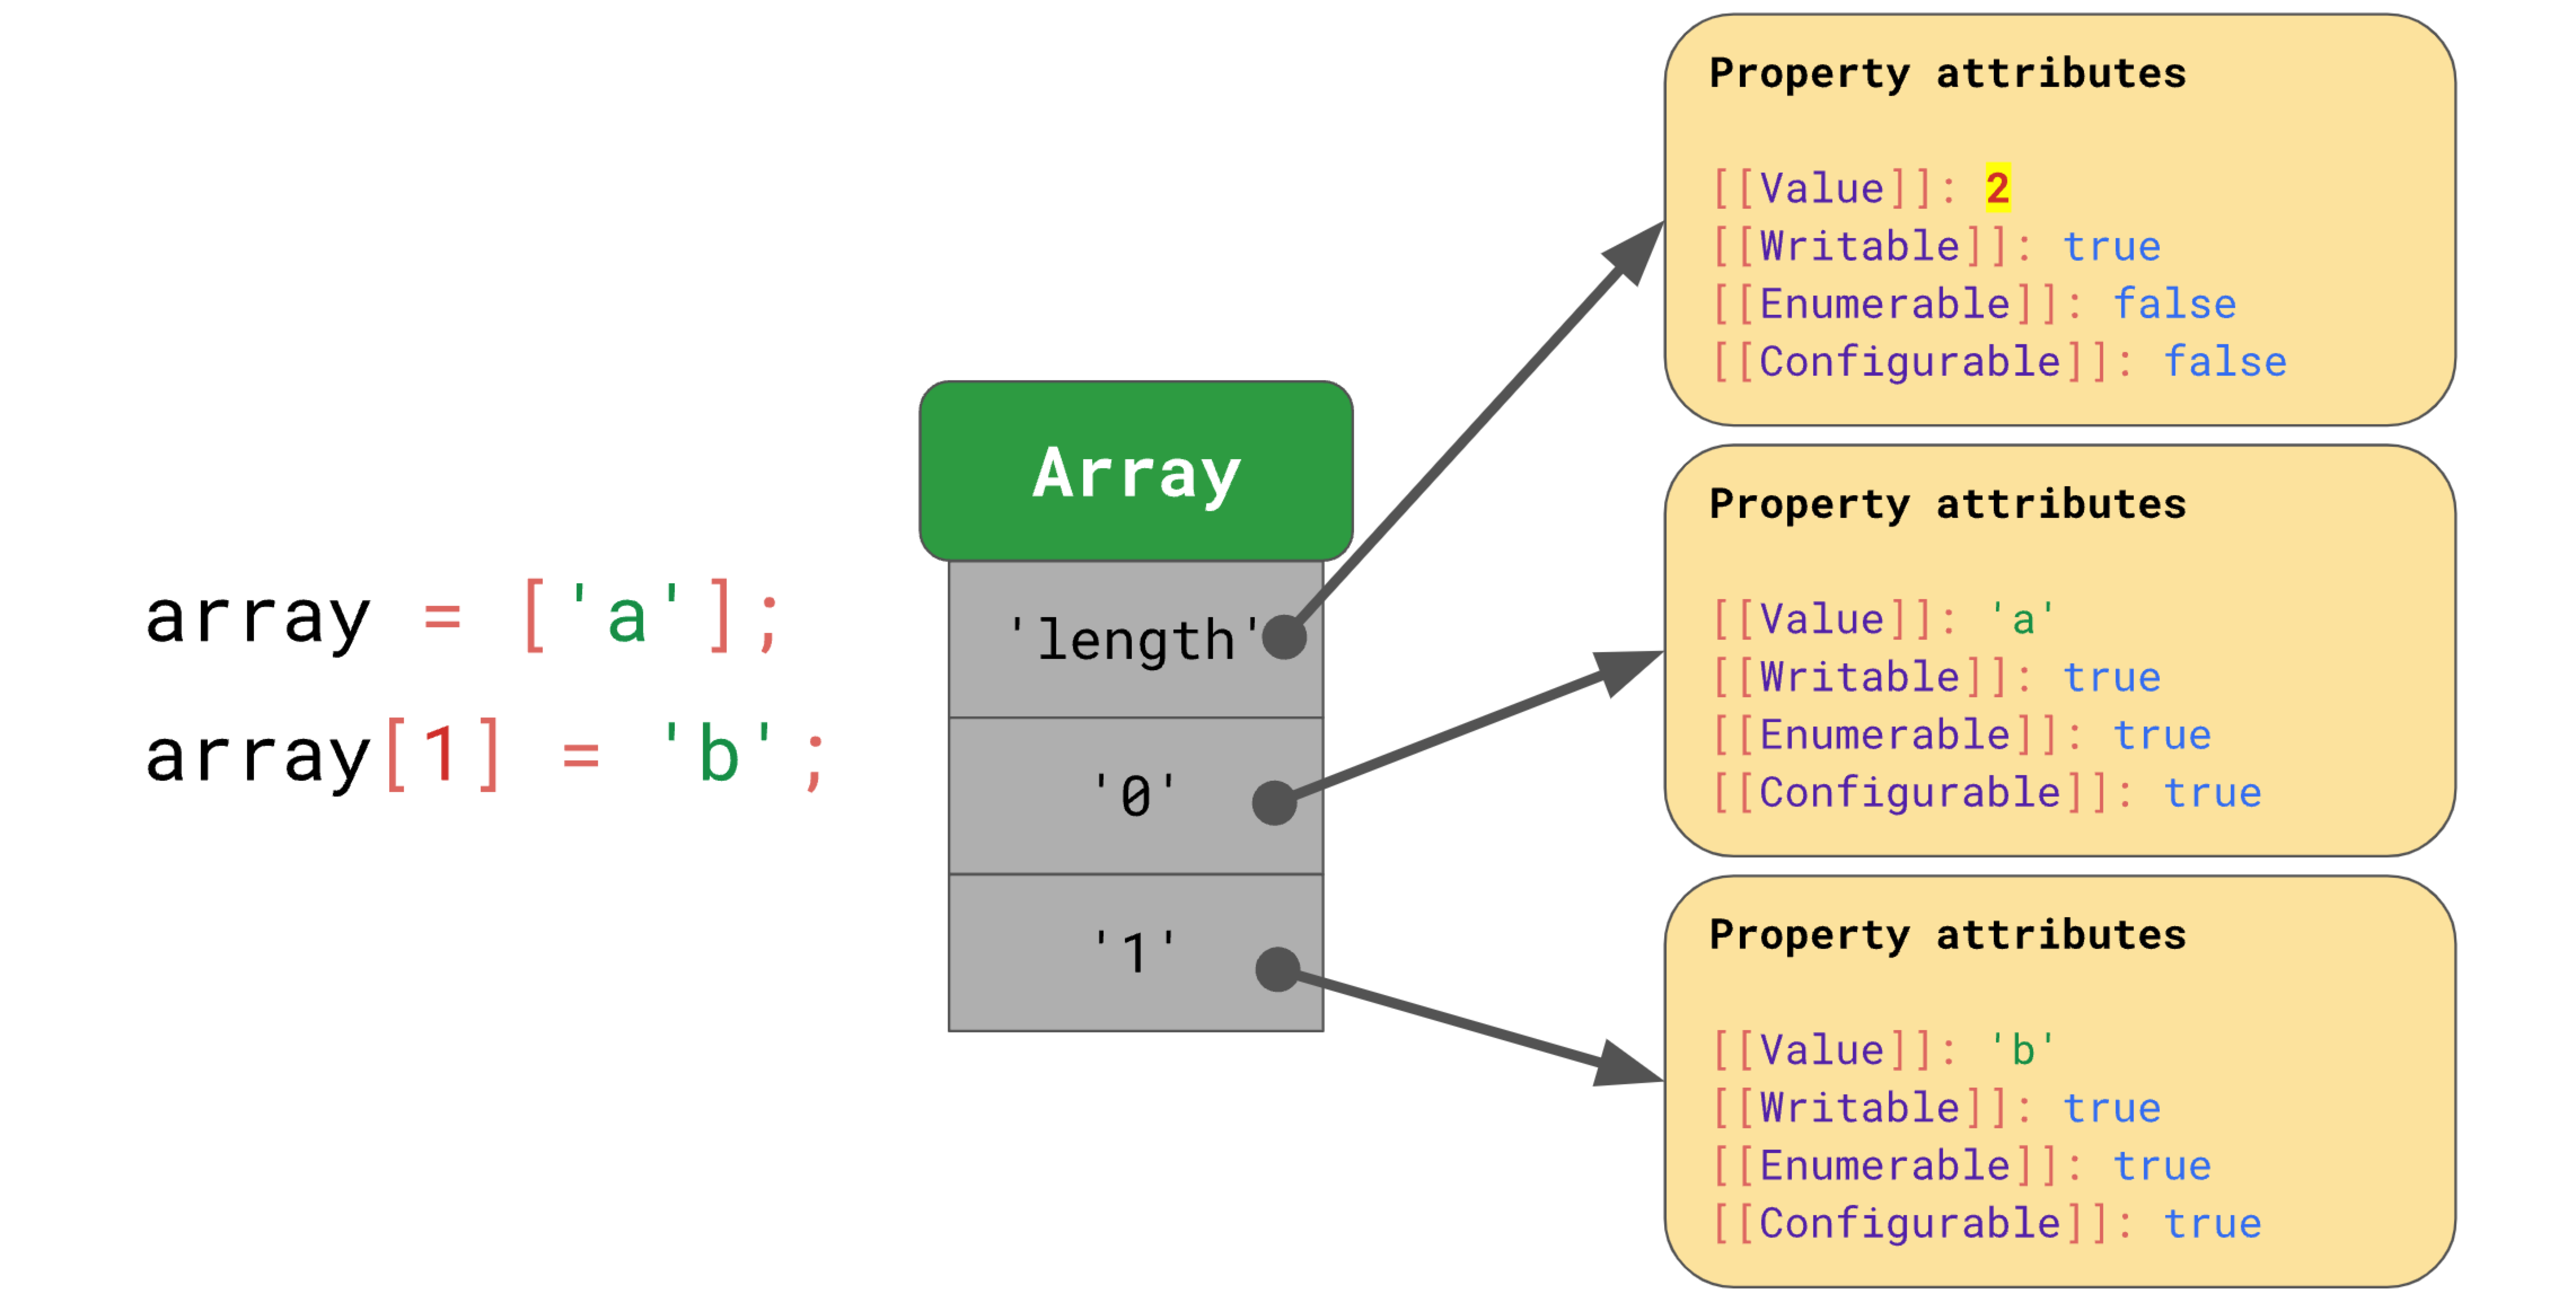 array = ['a'];
array[1] = 'b';
Array
'length'
'0'
'1'
Property attributes
[[Value]]: 2
[[Writable]]: true
[[Enumerable]]: false
[[Configurable]]: false
Property attributes
[[Value]]: 'a'
[[Writable]]: true
[[Enumerable]]: true
[[Configurable]]: true
Property attributes
[[Value]]: 'b'
[[Writable]]: true
[[Enumerable]]: true
[[Configurable]]: true